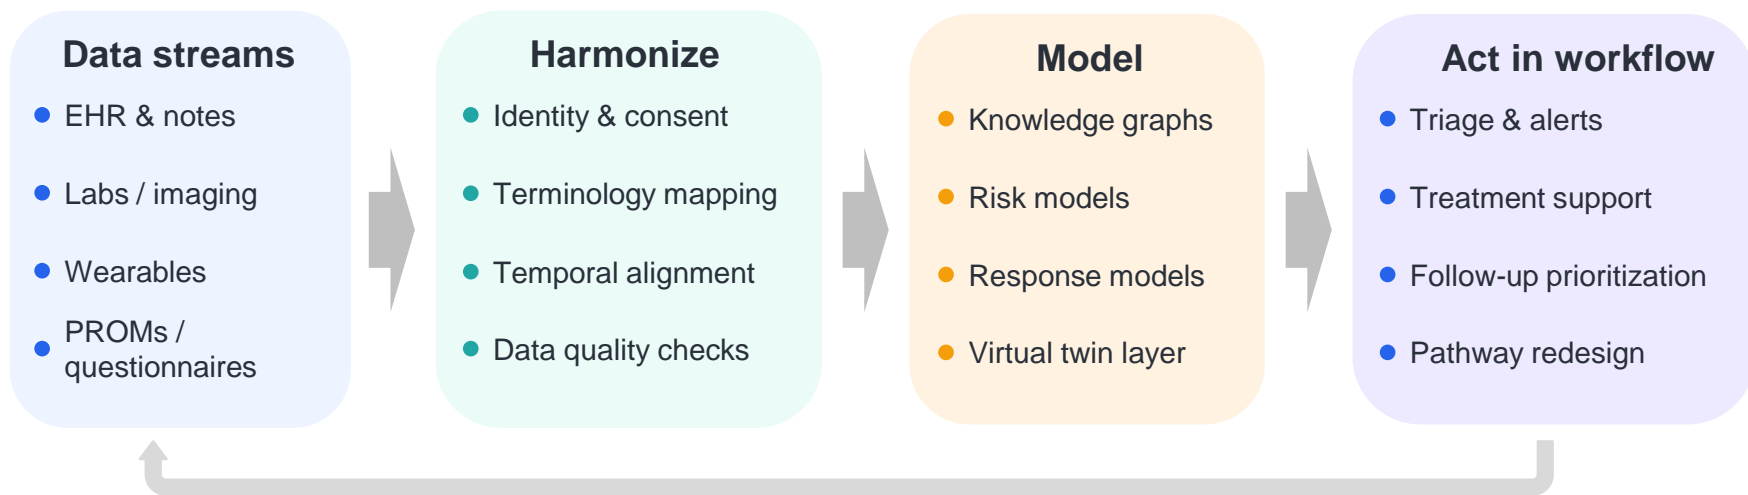 Data streams
EHR & notes
Labs / imaging
Wearables
PROMs /
questionnaires
Harmonize
Identity & consent
Terminology mapping
Temporal alignment
Data quality checks
Model
Knowledge graphs
Risk models
Response models
Virtual twin layer
Act in workflow
Triage & alerts
Treatment support
Follow-up prioritization
Pathway redesign